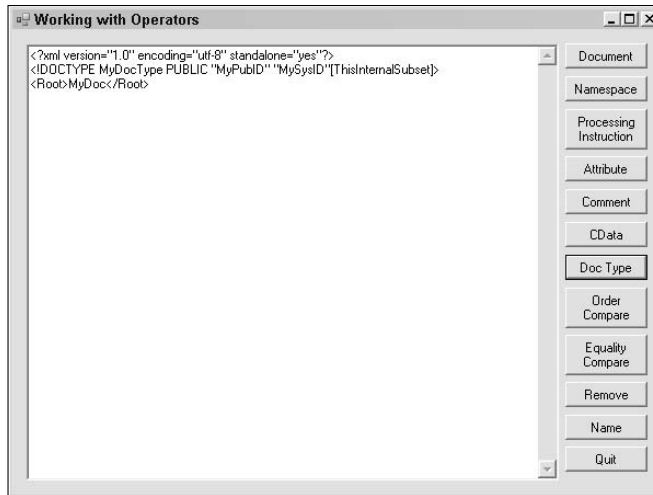 Working with Operators
<?xml version="1.0" encoding="utf-8" standalone="yes"?>
<!DOCTYPE MyDocType PUBLIC "MyPubID" "MySysID"[ThisInternalSubset]>
<Root>MyDoc</Root>
Document
Namespace
Processing
Instruction
Attribute
Comment
CData
Doc Type
Order
Compare
Equality
Compare
Remove
Name
Quit